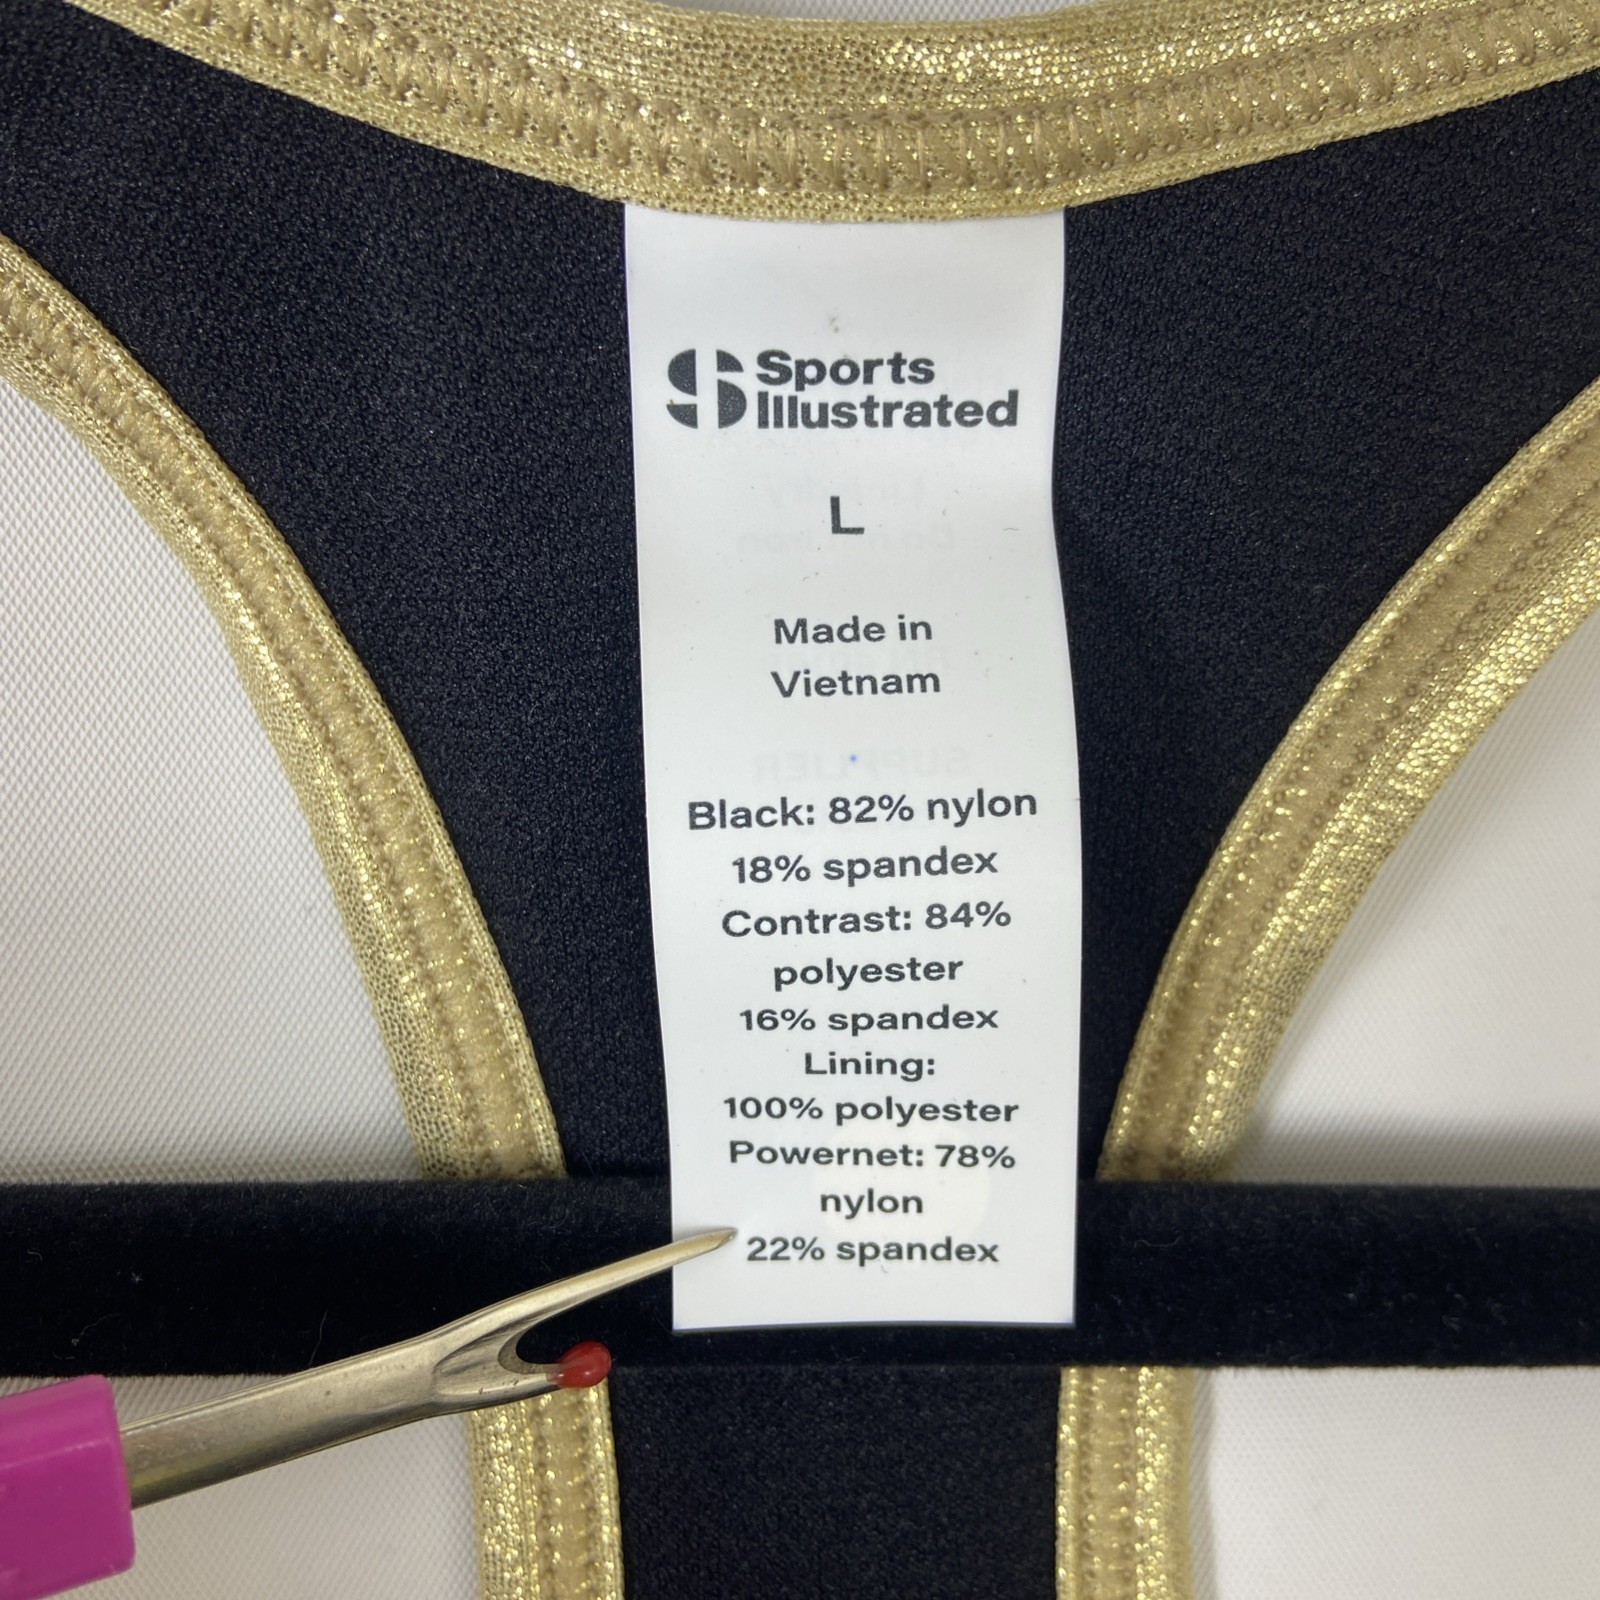 Sports
Illustrated
L
Made in
Vietnam
Black: 82% nylon
18% spandex
Contrast: 84%
polyester
16% spandex
Lining:
100% polyester
Powernet: 78%
nylon
22% spandex